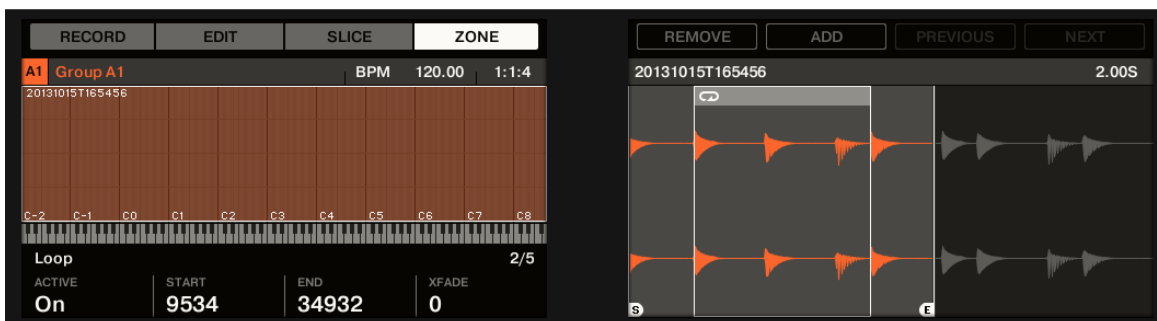 RECORD EDIT SLICE ZONE
A1 Group A1 BPM 120.00 1:1:4
20131015T165456
C-2 C-1 C0 C1 C2 C3 C4 C5 C6 C7 C8
Loop 2/5
ACTIVE START END XFADE
On 9534 34932 0
REMOVE ADD PREVIOUS NEXT
20131015T165456 2.00S
S E